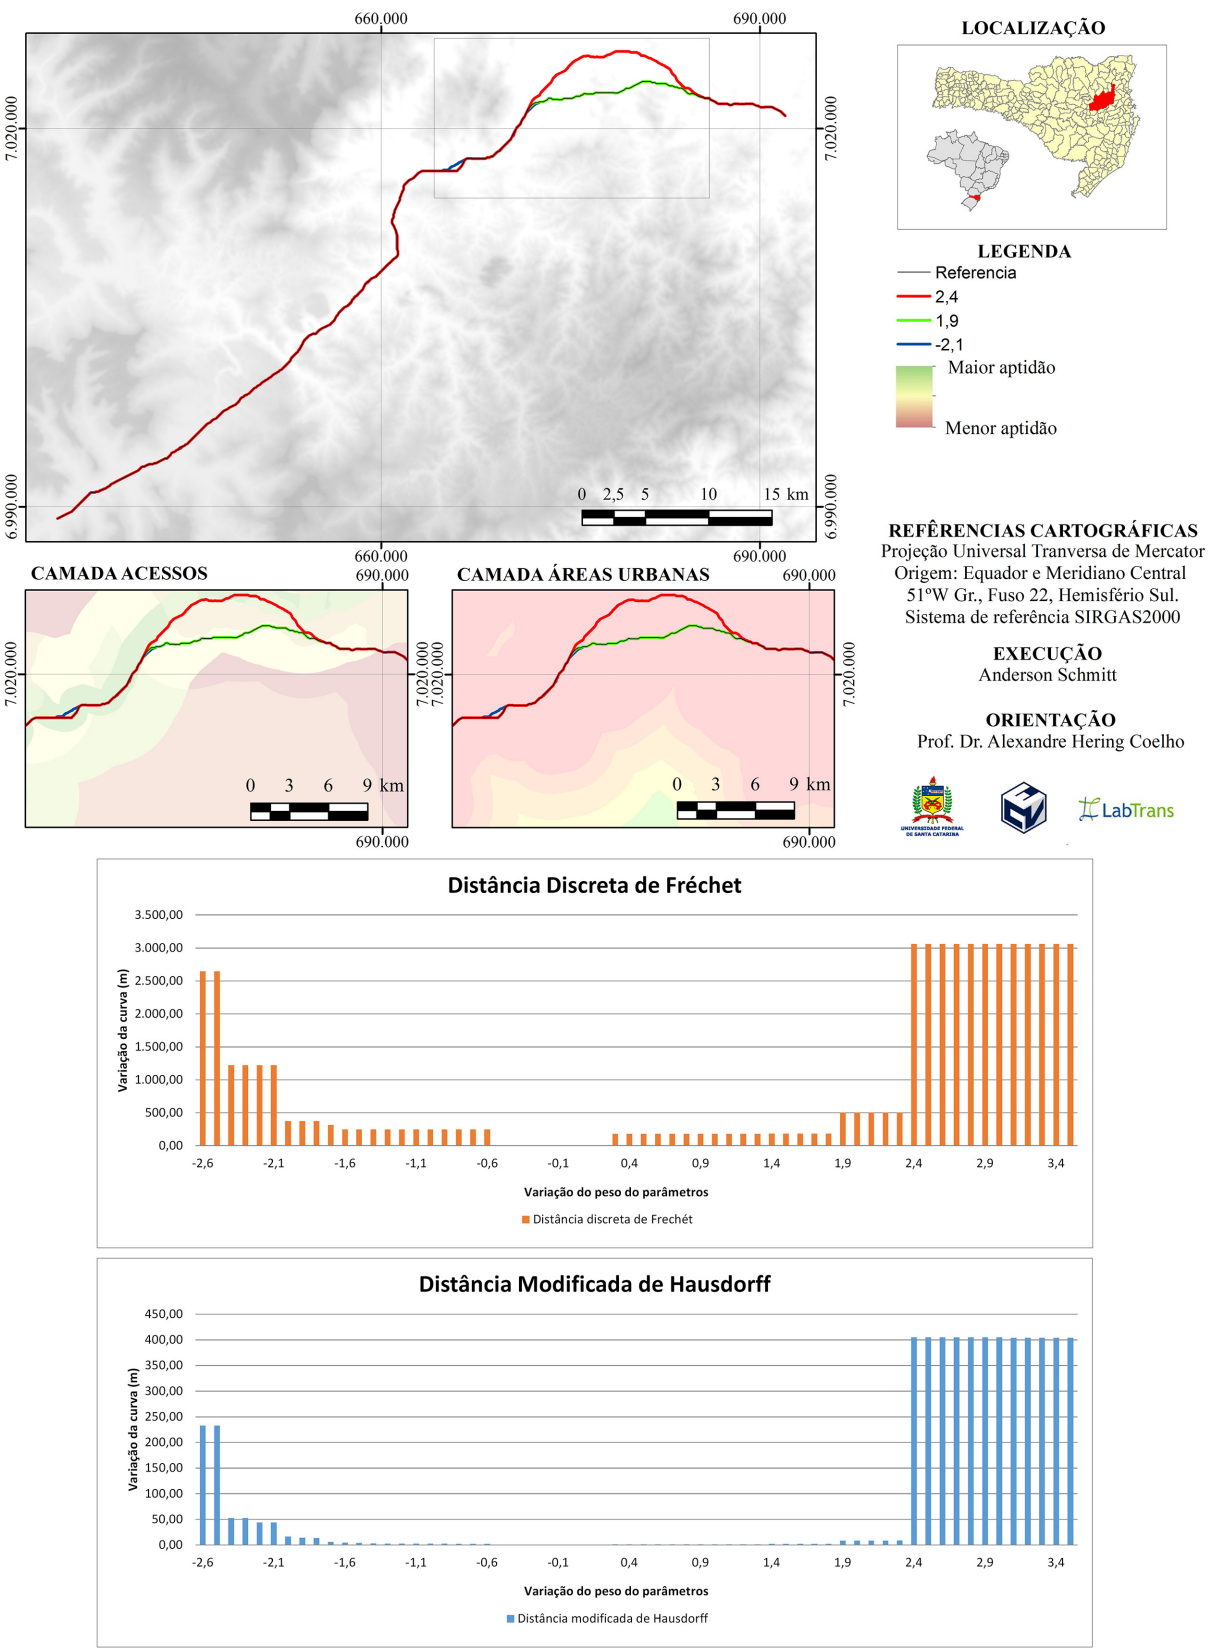 660.000
690.000
7.020.000
7.020.000
6.990.000
6.990.000
0 2,5 5 10 15 km
660.000
690.000
LOCALIZAÇÃO
LEGENDA
Referencia
2,4
1,9
-2,1
Maior aptidão
Menor aptidão
REFÊRENCIAS CARTOGRÁFICAS
Projeção Universal Tranversa de Mercator
Origem: Equador e Meridiano Central
51ºW Gr., Fuso 22, Hemisfério Sul.
Sistema de referência SIRGAS2000
EXECUÇÃO
Anderson Schmitt
ORIENTAÇÃO
Prof. Dr. Alexandre Hering Coelho
UNIVERSIDADE FEDERAL
DE SANTA CATARINA
ECV
LabTrans
CAMADA ACESSOS
690.000
7.020.000
0 3 6 9 km
690.000
CAMADA ÁREAS URBANAS
690.000
7.020.000
7.020.000
0 3 6 9 km
690.000
Distância Discreta de Fréchet
Variação da curva (m)
3.500,00
3.000,00
2.500,00
2.000,00
1.500,00
1.000,00
500,00
0,00
-2,6 -2,1 -1,6 -1,1 -0,6 -0,1 0,4 0,9 1,4 1,9 2,4 2,9 3,4
Variação do peso do parâmetros
Distância discreta de Frechét
Distância Modificada de Hausdorff
Variação da curva (m)
450,00
400,00
350,00
300,00
250,00
200,00
150,00
100,00
50,00
0,00
-2,6 -2,1 -1,6 -1,1 -0,6 -0,1 0,4 0,9 1,4 1,9 2,4 2,9 3,4
Variação do peso do parâmetros
Distância modificada de Hausdorff